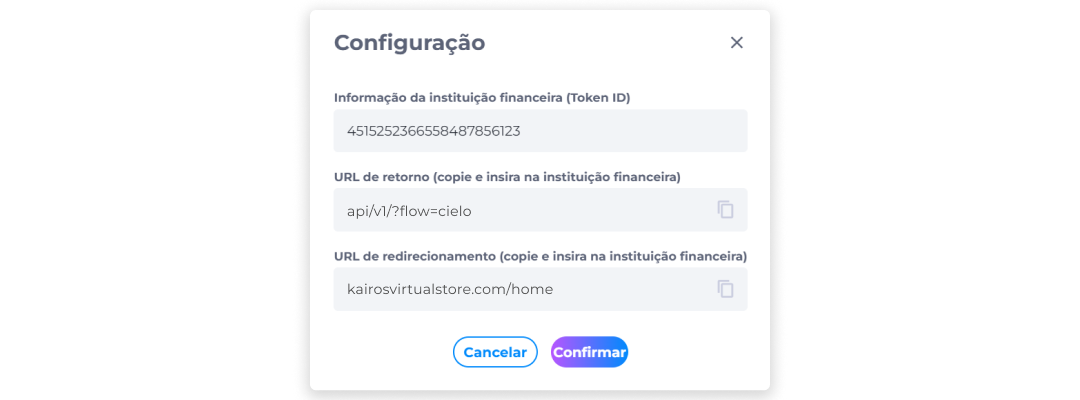 Configuração
Informação da instituição financeira (Token ID)
4515252366558487856123
URL de retorno (copie e insira na instituição financeira)
api/v1/?flow=cielo
URL de redirecionamento (copie e insira na instituição financeira)
kairosvirtualstore.com/home
Cancelar
Confirmar